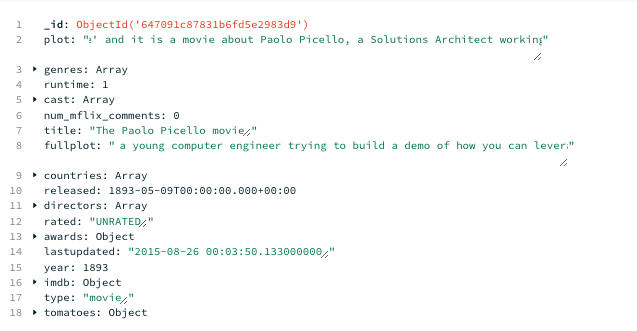 1 _id: ObjectId('647091c87831b6fd5e2983d9')
2 plot: "' and it is a movie about Paolo Picello, a Solutions Architect working"
3 genres: Array
4 runtime: 1
5 cast: Array
6 num_mflix_comments: 0
7 title: "The Paolo Picello movie"
8 fullplot: " a young computer engineer trying to build a demo of how you can lever"
9 countries: Array
10 released: 1893-05-09T00:00:00.000+00:00
11 directors: Array
12 rated: "UNRATED"
13 awards: Object
14 lastupdated: "2015-08-26 00:03:50.133000000"
15 year: 1893
16 imdb: Object
17 type: "movie"
18 tomatoes: Object